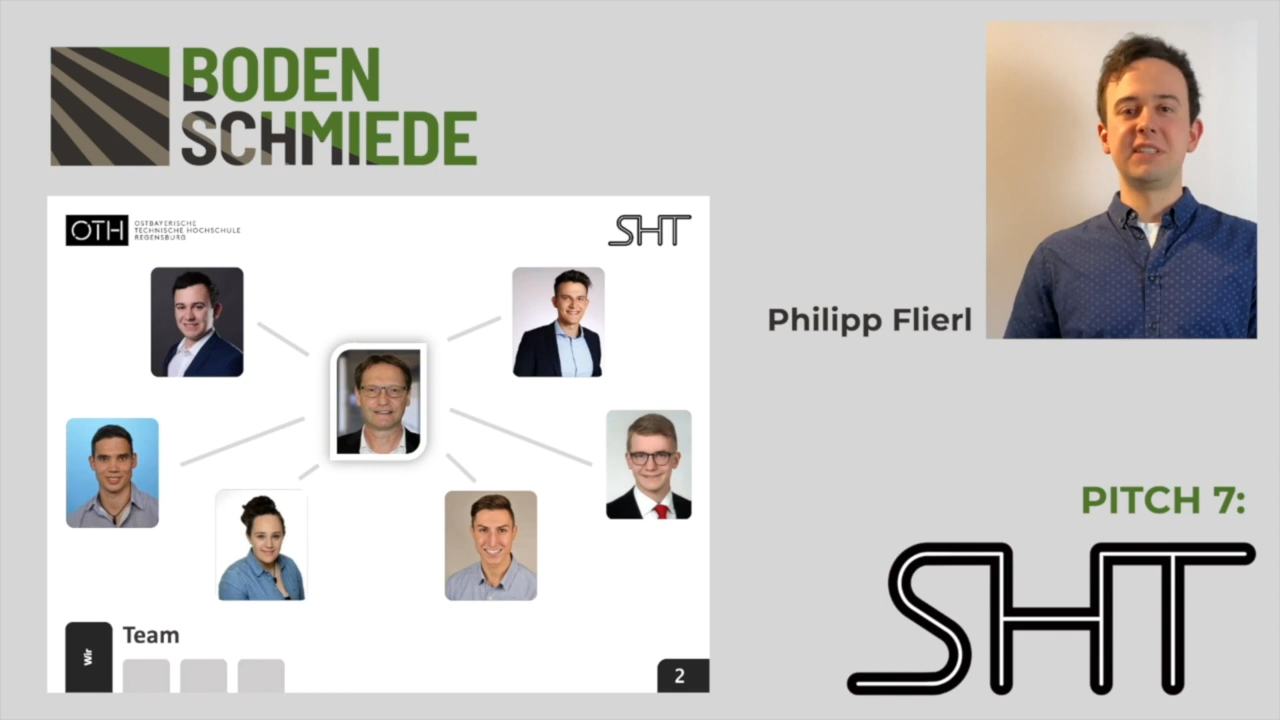 BODEN
SCHMIEDE
OTH
OSTBAYERISCHE
TECHNISCHE HOCHSCHULE
REGENSBURG
SHT
Philipp Flierl
PITCH 7:
SHT
Wir
Team
2